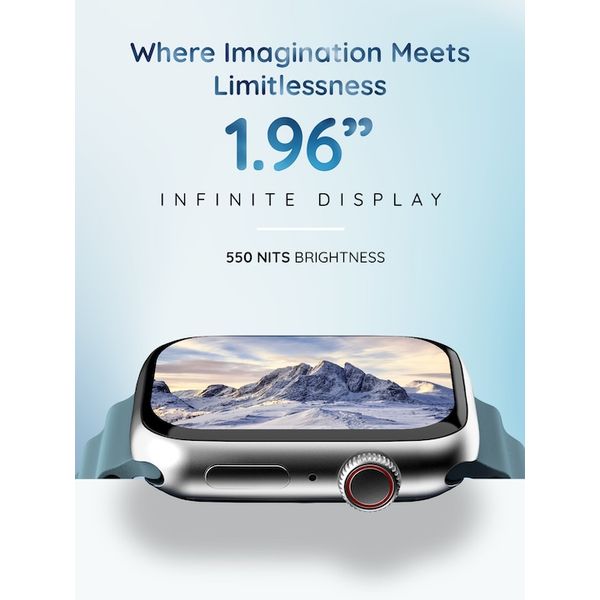 Where Imagination Meets
Limitlessness
1.96”
INFINITE DISPLAY
550 NITS BRIGHTNESS